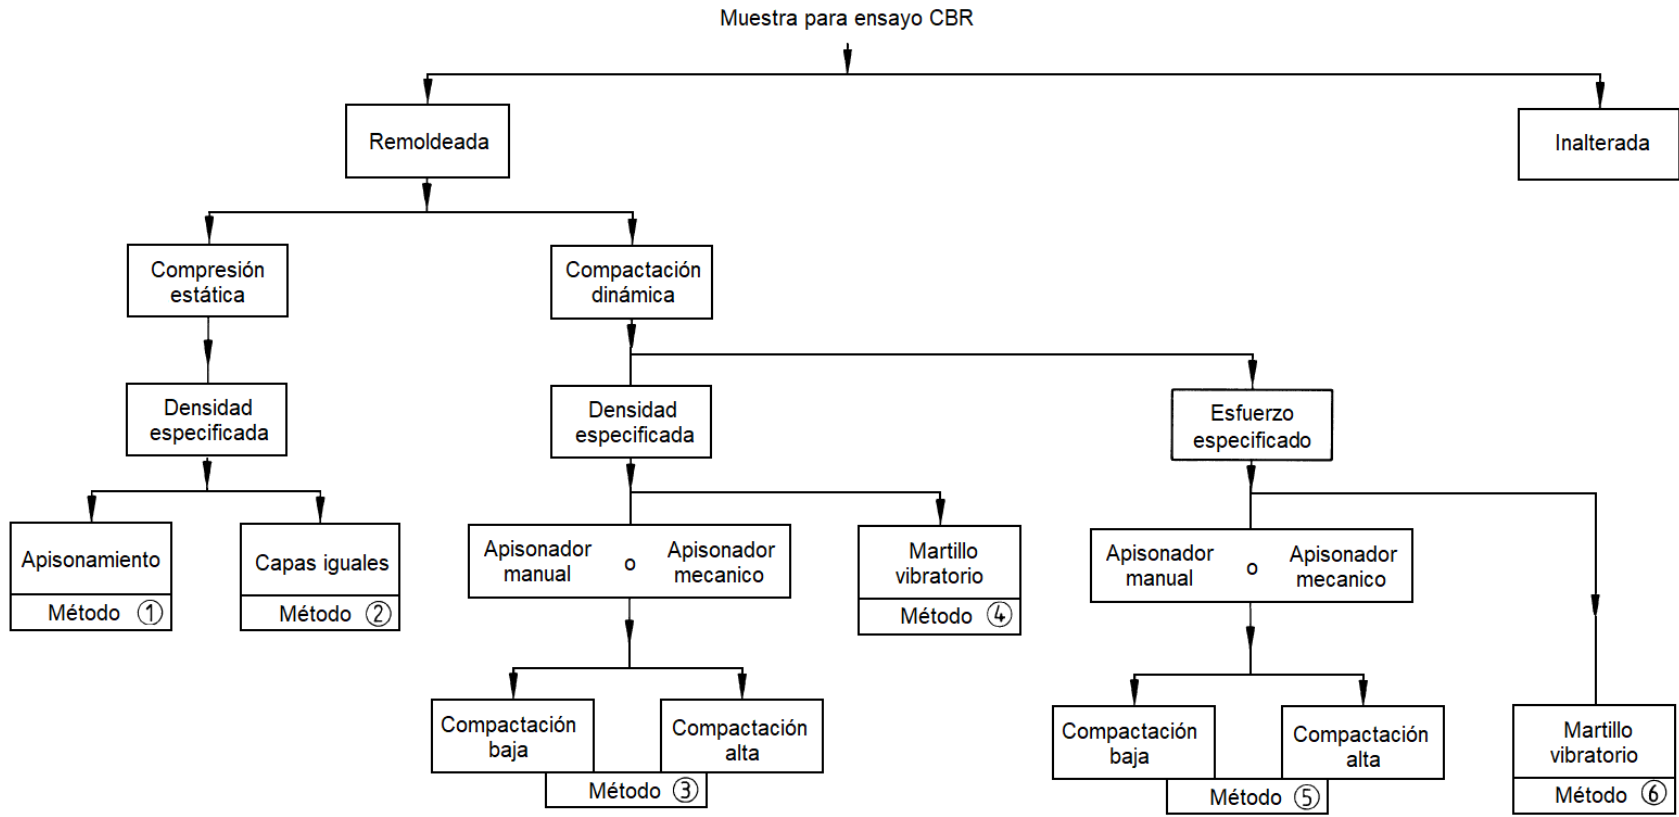 Muestra para ensayo CBR
Remoldeada
Inalterada
Compresión
estática
Compactación
dinámica
Densidad
especificada
Densidad
especificada
Esfuerzo
especificado
Apisonamiento
Método 1
Capas iguales
Método 2
Apisonador
manual
o
Apisonador
mecanico
Martillo
vibratorio
Método 4
Apisonador
manual
o
Apisonador
mecanico
Compactación
baja
Compactación
alta
Método 3
Compactación
baja
Compactación
alta
Método 5
Martillo
vibratorio
Método 6